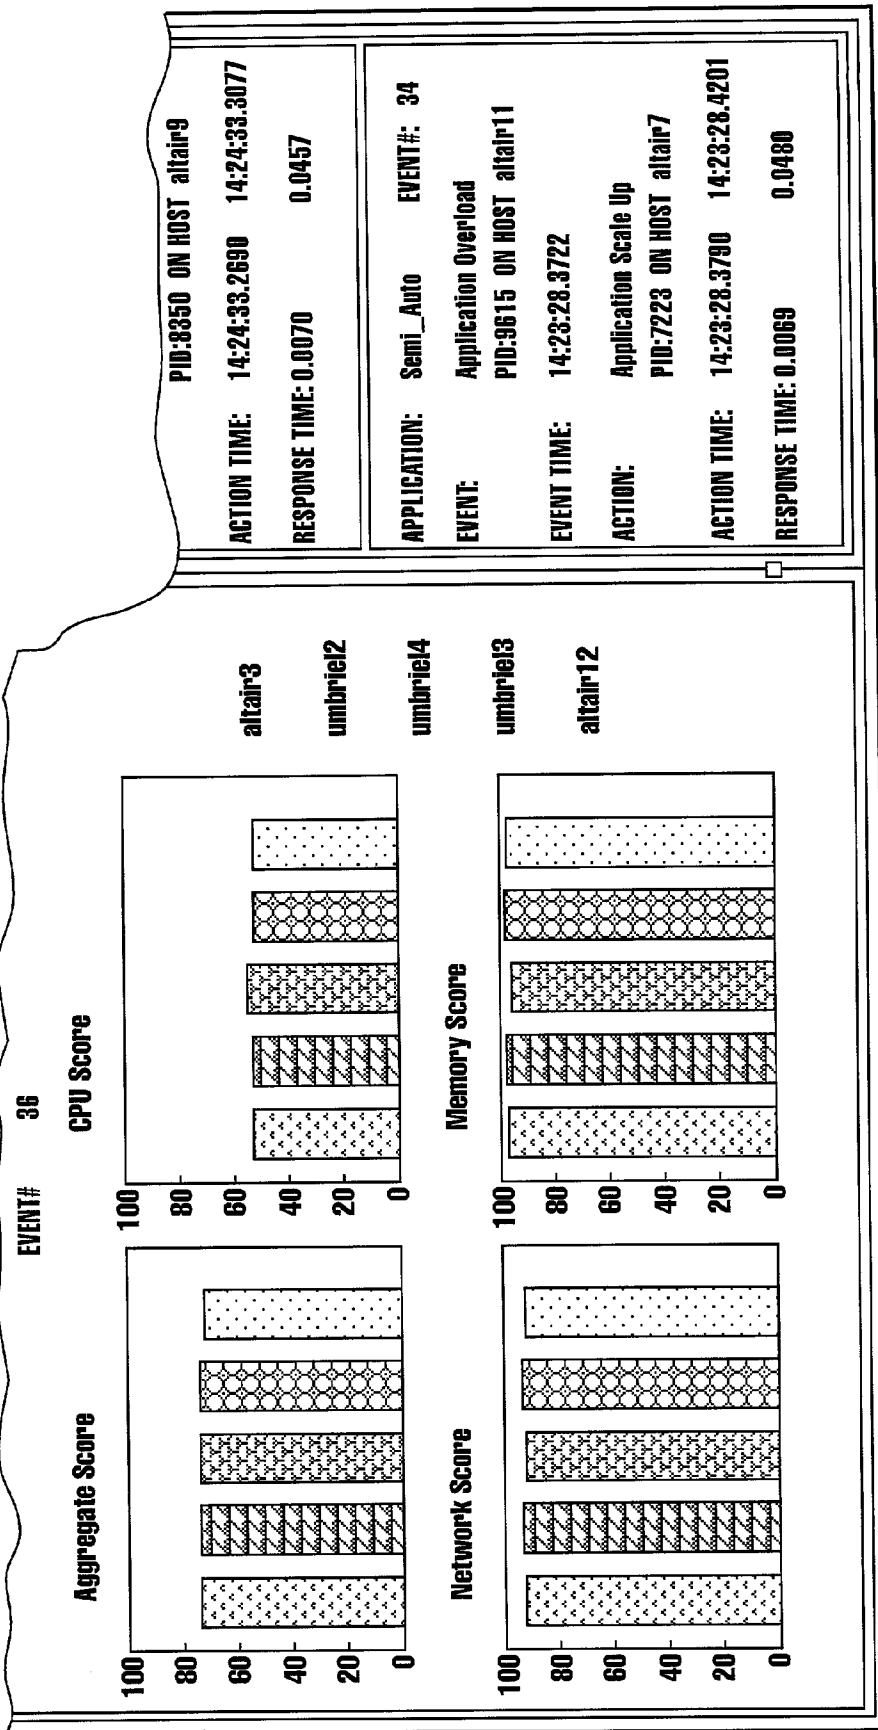 EVENT# 36
Aggregate Score
100
80
60
40
20
0
CPU Score
100
80
60
40
20
0
Network Score
100
80
60
40
20
0
Memory Score
100
80
60
40
20
0
altair3
umbriel2
umbriel4
umbriel3
altair12
PID:8350 ON HOST altair9
ACTION TIME: 14:24:33.2690 14:24:33.3077
RESPONSE TIME: 0.0070 0.0457
APPLICATION: Semi_Auto EVENT#: 34
EVENT: Application Overload
PID:9615 ON HOST altair11
EVENT TIME: 14:23:28.3722
ACTION: Application Scale Up
PID:7223 ON HOST altair7
ACTION TIME: 14:23:28.3790 14:23:28.4201
RESPONSE TIME: 0.0069 0.0480